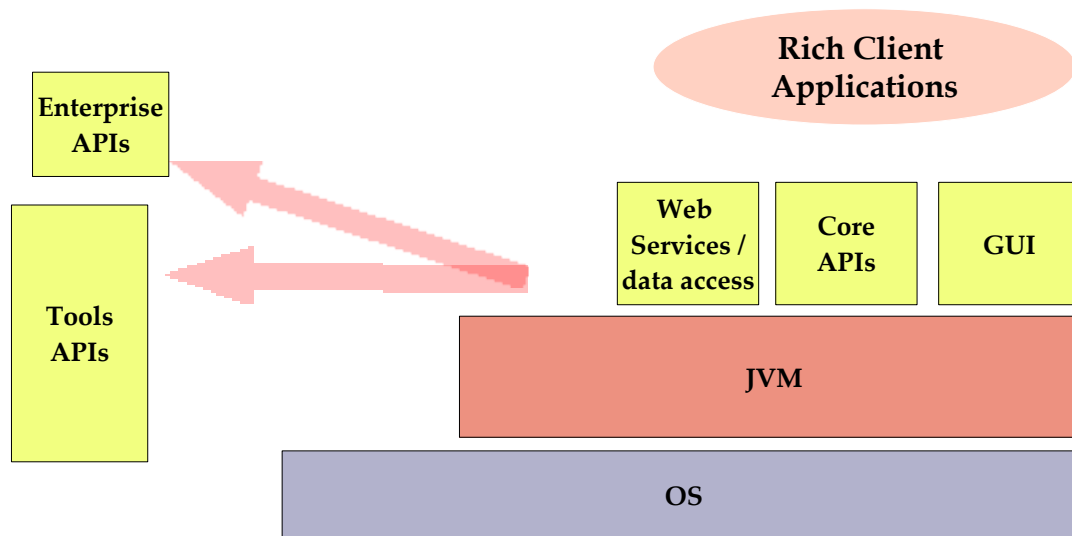 Rich Client
Applications
Enterprise
APIs
Web
Services /
data access
Core
APIs
GUI
Tools
APIs
JVM
OS